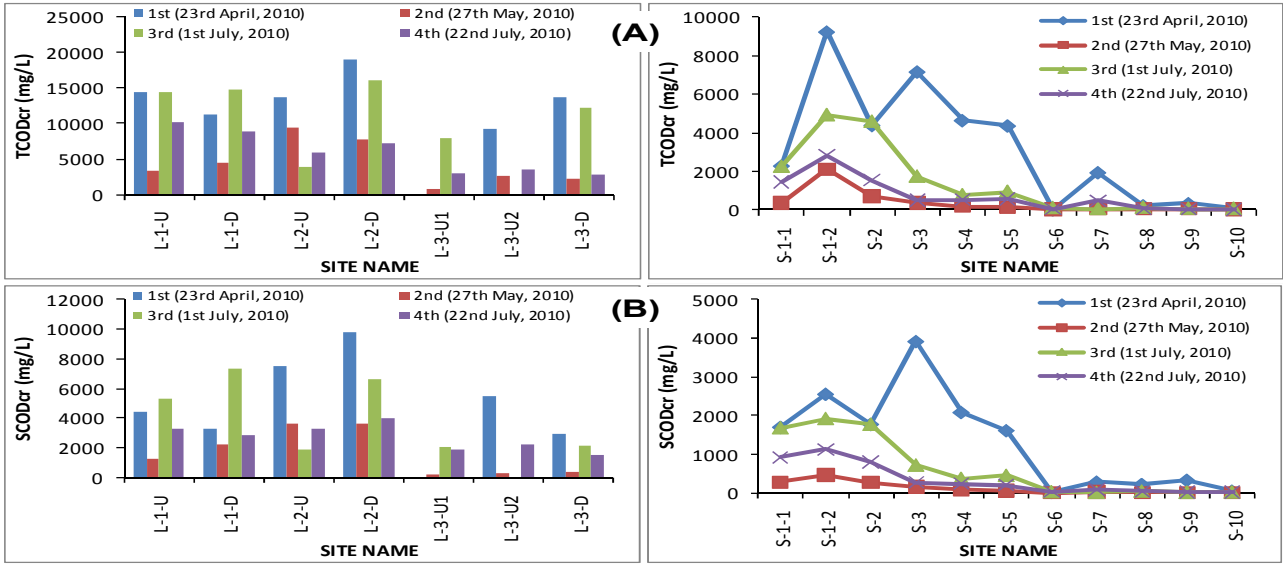 (A)
TCODcr (mg/L)
25000
20000
15000
10000
5000
0
1st (23rd April, 2010)
2nd (27th May, 2010)
3rd (1st July, 2010)
4th (22nd July, 2010)
L-1-U
L-1-D
L-2-U
L-2-D
L-3-U1
L-3-U2
L-3-D
SITE NAME
TCODcr (mg/L)
10000
8000
6000
4000
2000
0
1st (23rd April, 2010)
2nd (27th May, 2010)
3rd (1st July, 2010)
4th (22nd July, 2010)
S-1-1
S-1-2
S-2
S-3
S-4
S-5
S-6
S-7
S-8
S-9
S-10
SITE NAME
(B)
SCODcr (mg/L)
12000
10000
8000
6000
4000
2000
0
1st (23rd April, 2010)
2nd (27th May, 2010)
3rd (1st July, 2010)
4th (22nd July, 2010)
L-1-U
L-1-D
L-2-U
L-2-D
L-3-U1
L-3-U2
L-3-D
SITE NAME
SCODcr (mg/L)
5000
4000
3000
2000
1000
0
1st (23rd April, 2010)
2nd (27th May, 2010)
3rd (1st July, 2010)
4th (22nd July, 2010)
S-1-1
S-1-2
S-2
S-3
S-4
S-5
S-6
S-7
S-8
S-9
S-10
SITE NAME